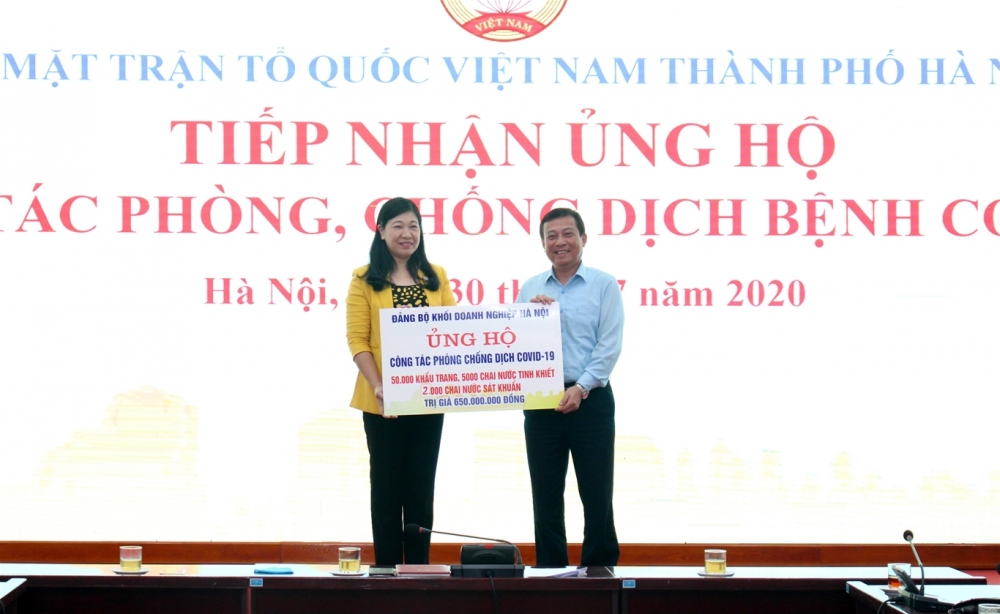 VIỆT NAM
MẶT TRẬN TỔ QUỐC VIỆT NAM THÀNH PHỐ HÀ
TIẾP NHẬN ỦNG HỘ
TÁC PHÒNG, CHỐNG DỊCH BỆNH CO
Hà Nội, 30 7 năm 2020
ĐẢNG BỘ KHỐI DOANH NGHIỆP HÀ NỘI
ỦNG HỘ
CÔNG TÁC PHÒNG CHỐNG DỊCH COVID-19
50.000 KHẨU TRANG, 5000 CHAI NƯỚC TINH KHIẾT
2.000 CHAI NƯỚC SÁT KHUẨN
TRỊ GIÁ 650.000.000 ĐỒNG